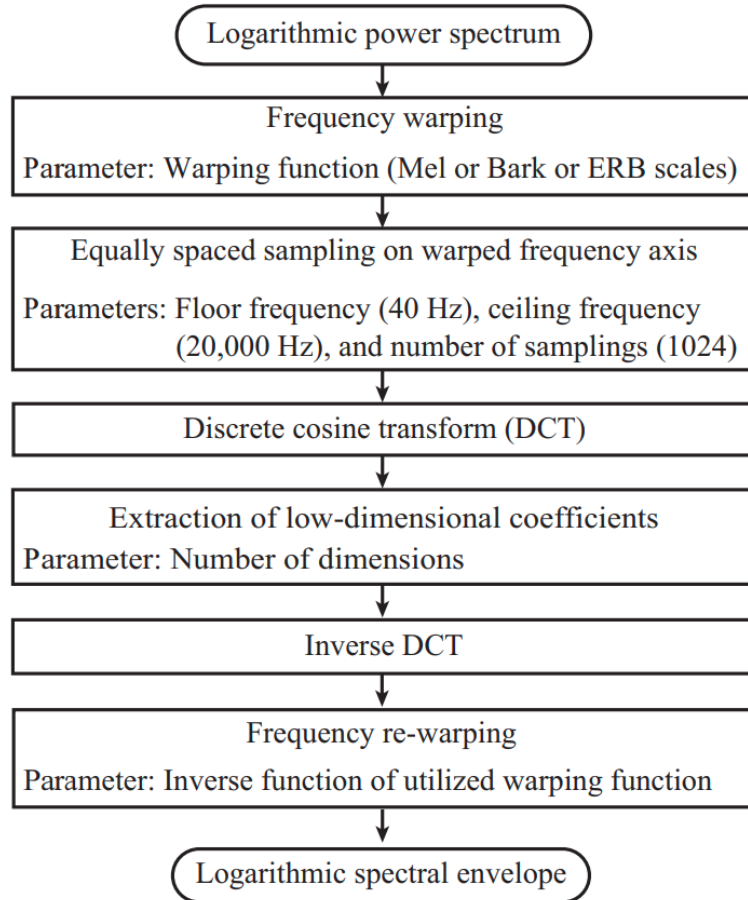 Logarithmic power spectrum
Frequency warping
Parameter: Warping function (Mel or Bark or ERB scales)
Equally spaced sampling on warped frequency axis
Parameters: Floor frequency (40 Hz), ceiling frequency
(20,000 Hz), and number of samplings (1024)
Discrete cosine transform (DCT)
Extraction of low-dimensional coefficients
Parameter: Number of dimensions
Inverse DCT
Frequency re-warping
Parameter: Inverse function of utilized warping function
Logarithmic spectral envelope